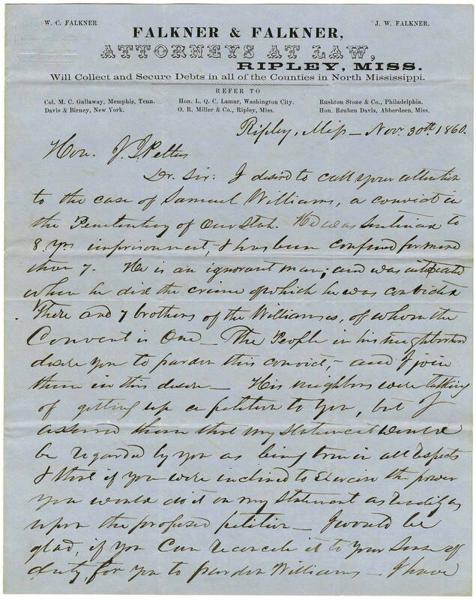 W. C. FALKNER. J. W. FALKNER.
FALKNER & FALKNER,
ATTORNEYS AT LAW,
RIPLEY, MISS.
Will Collect and Secure Debts in all of the Counties in North Mississippi.
REFER TO
Col. M. C. Gallaway, Memphis, Tenn. Hon. L. Q. C. Lamar, Washington City. Rushton Stone & Co., Philadelphia.
Davis & Birney, New York. O. R. Miller & Co., Ripley, Miss. Hon. Reuben Davis, Aberdeen, Miss.
Ripley, Miss – Nov. 30th 1860.
Hon. J. J. Pettus
Dr. Sir: I desire to call your attention
to the case of Samuel Williams, a convict in
the Penitentiary of our State. He was sentenced to
8 yrs imprisonment, & has been confined for more
than 7. He is an ignorant man; and was intoxicated
when he did the crime of which he was convicted
There are 7 brothers of the Williamses, of whom the
Convict is one – The People in his neighborhood
desire you to pardon this convict, – and I join
them in this desire – His neighbors were talking
of getting up a petition to you, but I
assured them that my statement would
be regarded by you as being true in all respects
& that if you were inclined to exercise the power
you would do it on my statement as readily as
upon the proposed petition – I would be
glad, if you can reconcile it to your sense of
duty, for you to pardon Williams – I have